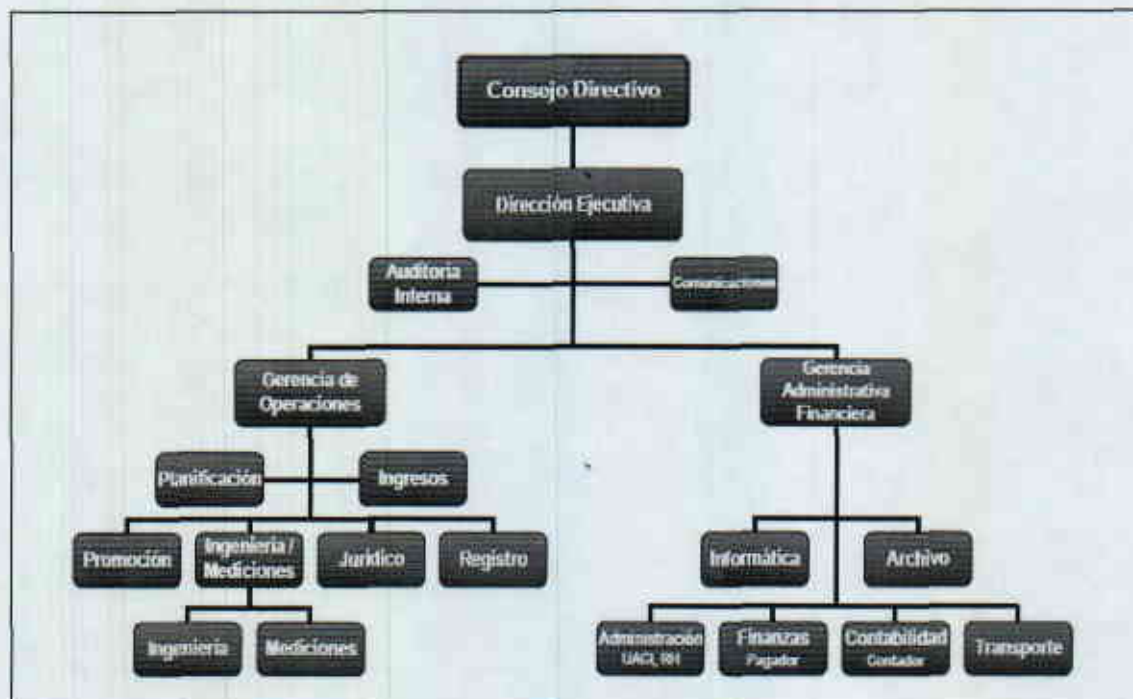 Consejo Directivo
Dirección Ejecutiva
Auditoria
Interna
Comunicaciones
Gerencia de
Operaciones
Gerencia
Administrativa
Financiera
Planificación
Ingresos
Promoción
Ingeniería /
Mediciones
Jurídico
Registro
Informática
Archivo
Ingeniería
Mediciones
Administración
UACI,
Finanzas
Pagador
Contabilidad
Contador
Transporte